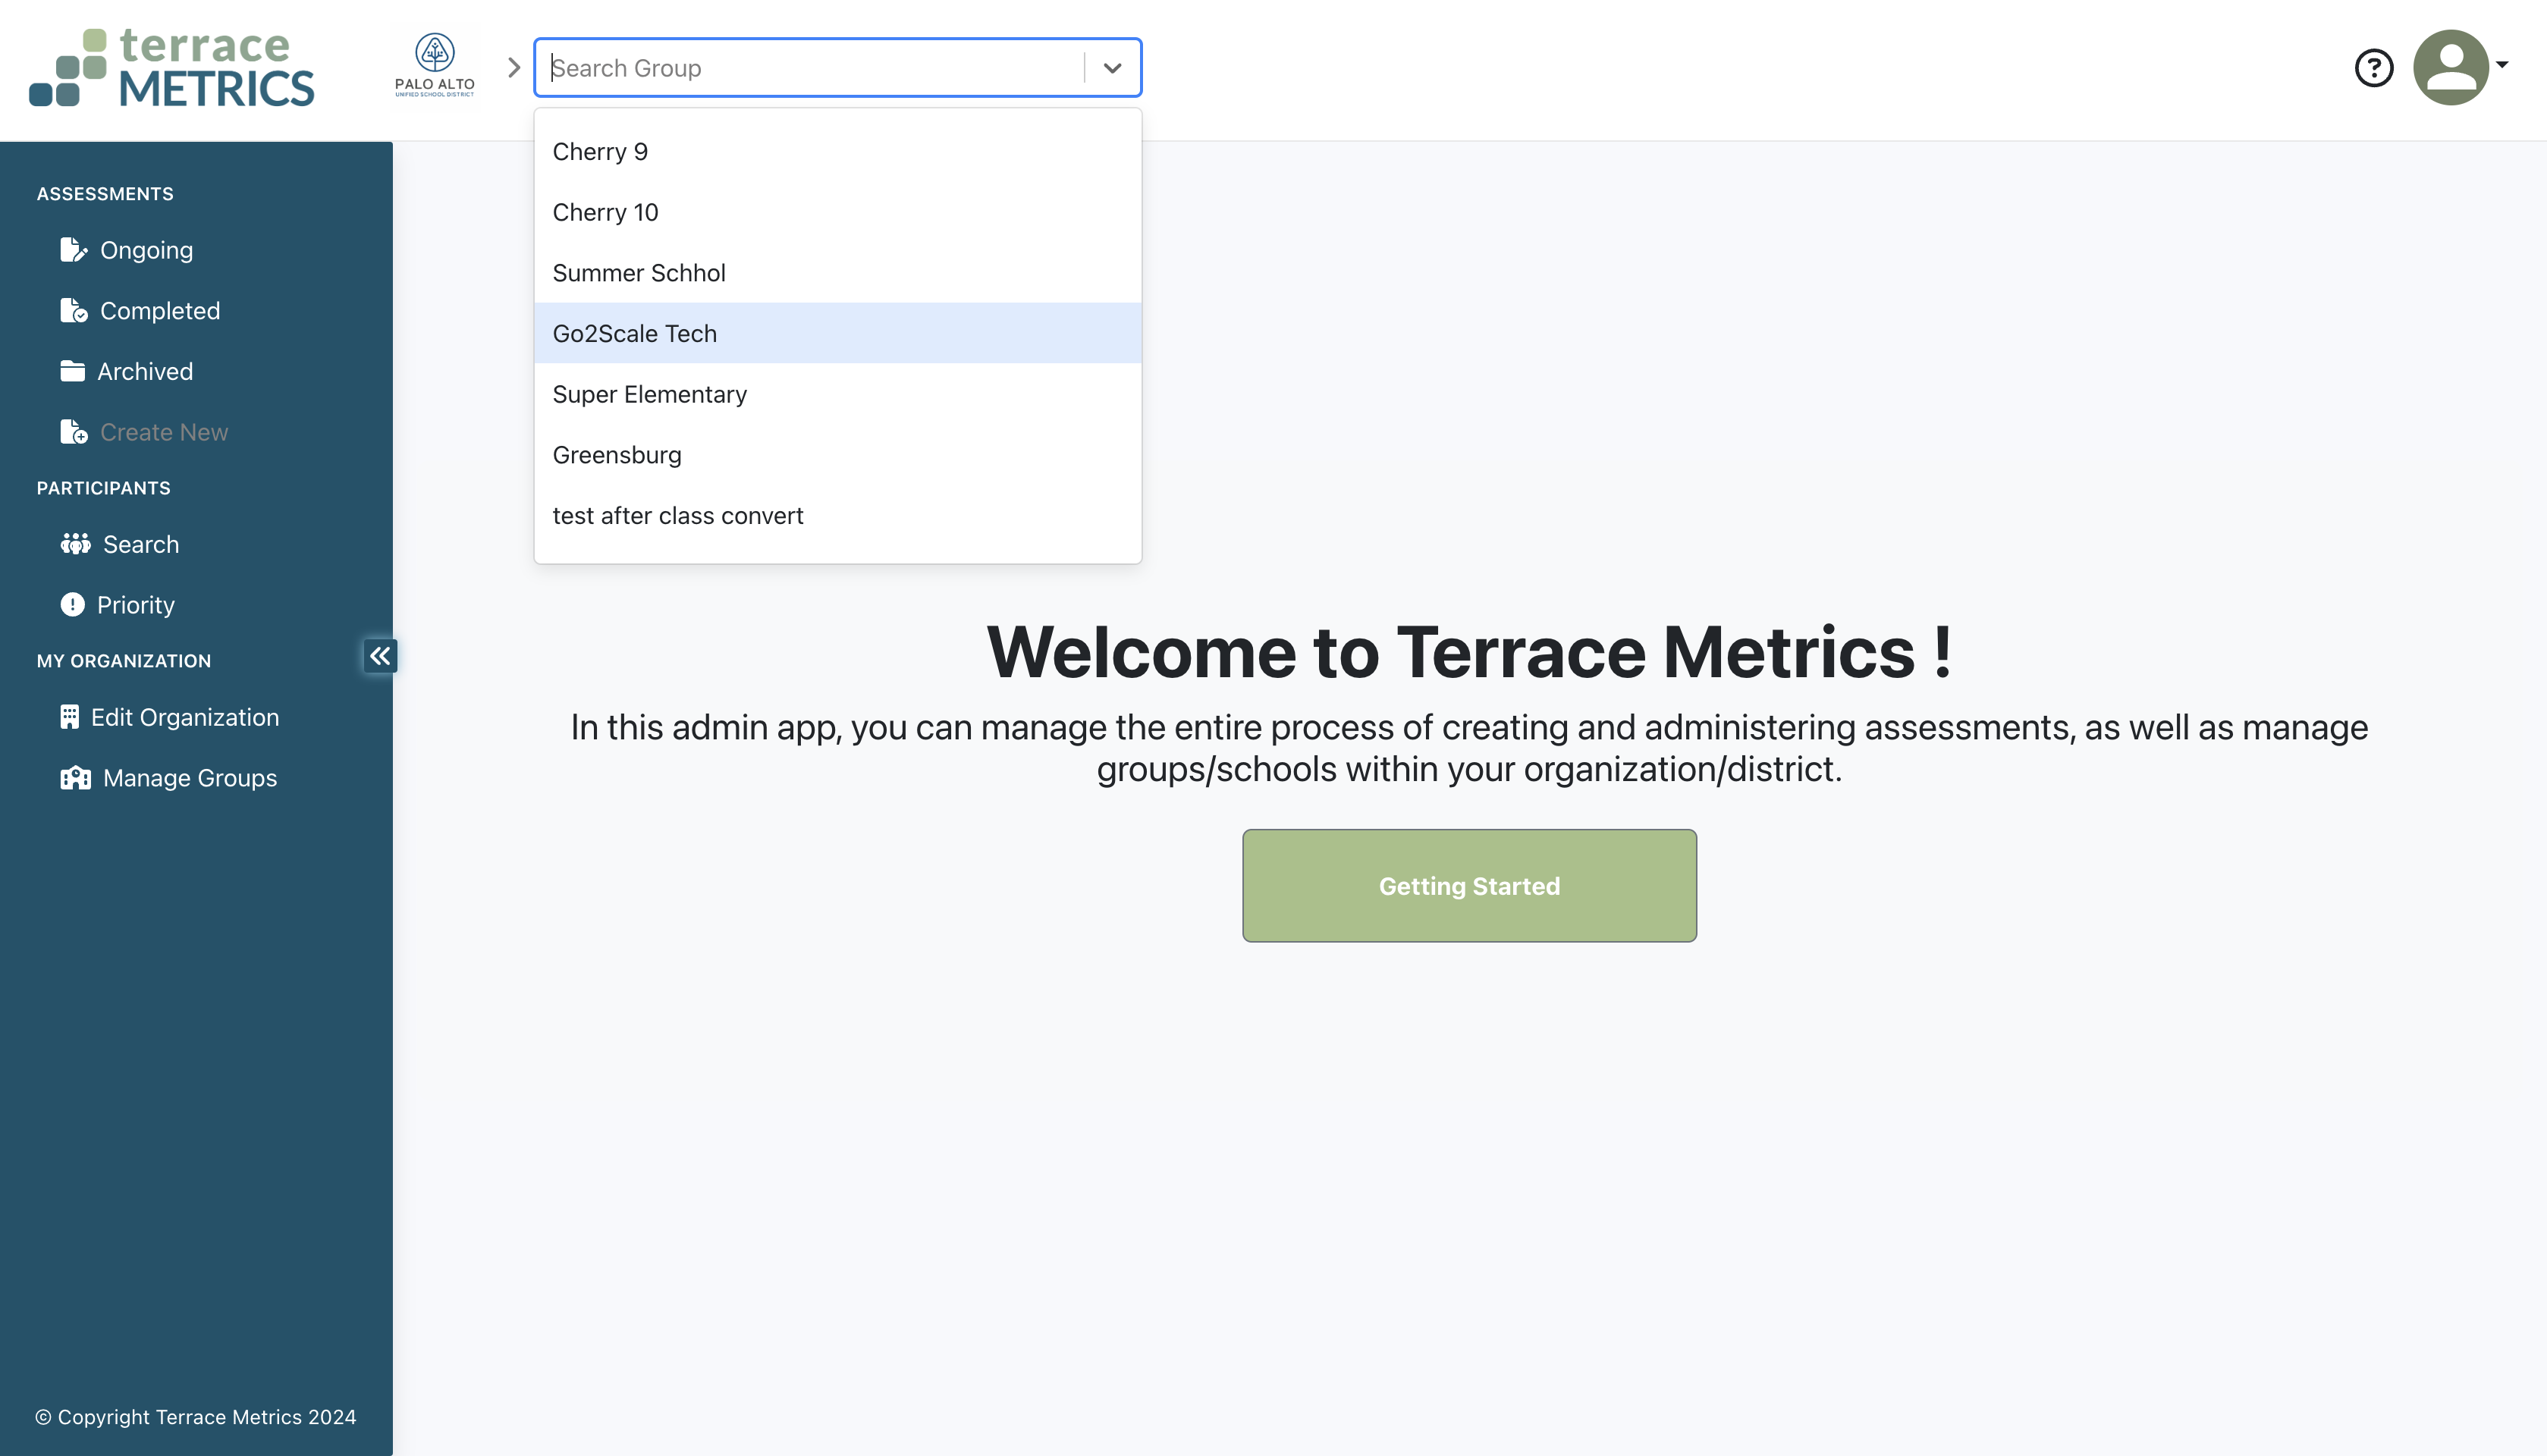 terrace
METRICS
PALO ALTO
UNIFIED SCHOOL DISTRICT
Search Group
Cherry 9
Cherry 10
Summer Schhol
Go2Scale Tech
Super Elementary
Greensburg
test after class convert
ASSESSMENTS
Ongoing
Completed
Archived
Create New
PARTICIPANTS
Search
Priority
MY ORGANIZATION
Edit Organization
Manage Groups
© Copyright Terrace Metrics 2024
Welcome to Terrace Metrics !
In this admin app, you can manage the entire process of creating and administering assessments, as well as manage
groups/schools within your organization/district.
Getting Started